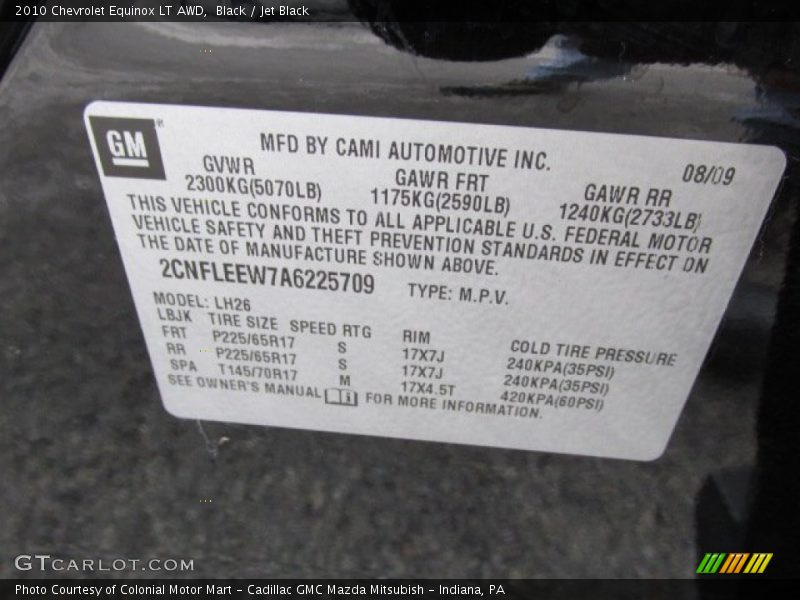 2010 Chevrolet Equinox LT AWD,  Black / Jet Black
GM
MFD BY CAMI AUTOMOTIVE INC.
08/09
GVWR GAWR FRT GAWR RR
2300KG(5070LB) 1175KG(2590LB) 1240KG(2733LB)
THIS VEHICLE CONFORMS TO ALL APPLICABLE U.S. FEDERAL MOTOR
VEHICLE SAFETY AND THEFT PREVENTION STANDARDS IN EFFECT ON
THE DATE OF MANUFACTURE SHOWN ABOVE.
2CNFLEEW7A6225709 TYPE: M.P.V.
MODEL: LH26
LBJK TIRE SIZE SPEED RTG RIM COLD TIRE PRESSURE
FRT P225/65R17 S 17X7J 240KPA(35PSI)
RR P225/65R17 S 17X7J 240KPA(35PSI)
SPA T145/70R17 M 17X4.5T 420KPA(60PSI)
SEE OWNER'S MANUAL FOR MORE INFORMATION.
GTCARLOT.COM
Photo Courtesy of Colonial Motor Mart - Cadillac GMC Mazda Mitsubish - Indiana, PA